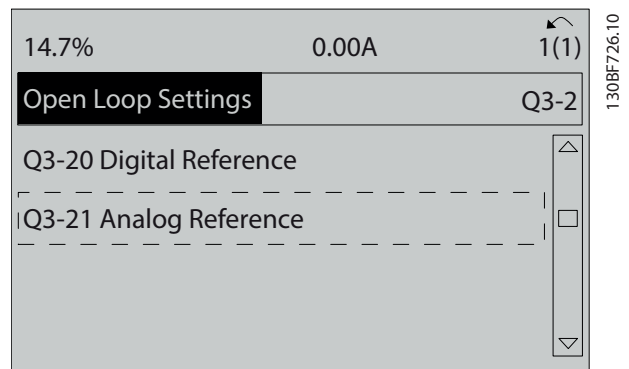 14.7% 0.00A 1(1)
Open Loop Settings Q3-2
Q3-20 Digital Reference
Q3-21 Analog Reference
130BF726.10